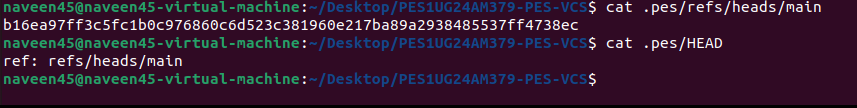 naveen45@naveen45-virtual-machine:~/Desktop/PES1UG24AM379-PES-VCS$ cat .pes/refs/heads/main
b16ea97ff3c5fc1b0c976860c6d523c381960e217ba89a2938485537ff4738ec
naveen45@naveen45-virtual-machine:~/Desktop/PES1UG24AM379-PES-VCS$ cat .pes/HEAD
ref: refs/heads/main
naveen45@naveen45-virtual-machine:~/Desktop/PES1UG24AM379-PES-VCS$